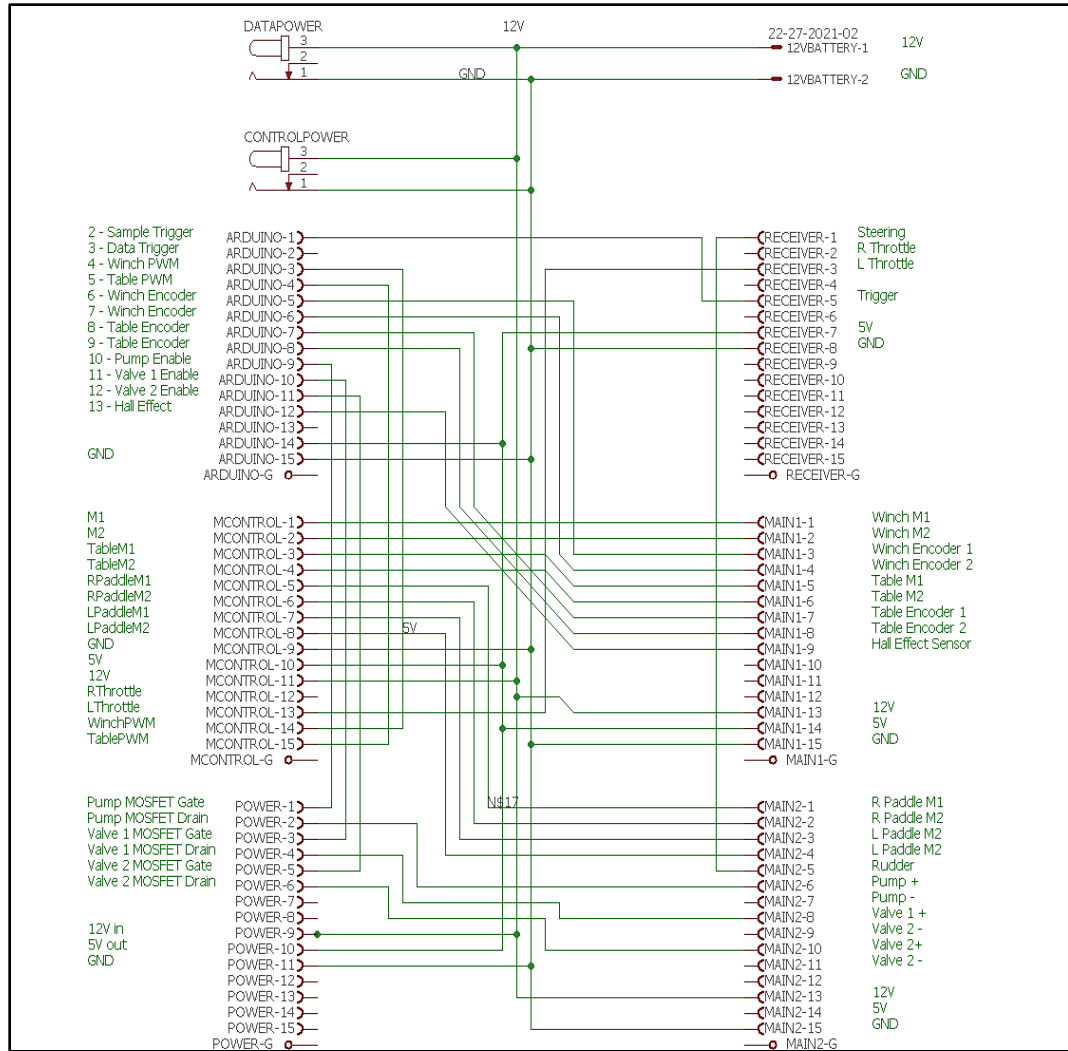 DATAPOWER
12V
3
2
1
GND
22-27-2021-02
12VBATTERY-1
12V
12VBATTERY-2
GND
CONTROLPOWER
3
2
1
2 - Sample Trigger
3 - Data Trigger
4 - Winch PWM
5 - Table PWM
6 - Winch Encoder
7 - Winch Encoder
8 - Table Encoder
9 - Table Encoder
10 - Pump Enable
11 - Valve 1 Enable
12 - Valve 2 Enable
13 - Hall Effect
GND
ARDUINO-1
ARDUINO-2
ARDUINO-3
ARDUINO-4
ARDUINO-5
ARDUINO-6
ARDUINO-7
ARDUINO-8
ARDUINO-9
ARDUINO-10
ARDUINO-11
ARDUINO-12
ARDUINO-13
ARDUINO-14
ARDUINO-15
ARDUINO-G
RECEIVER-1
RECEIVER-2
RECEIVER-3
RECEIVER-4
RECEIVER-5
RECEIVER-6
RECEIVER-7
RECEIVER-8
RECEIVER-9
RECEIVER-10
RECEIVER-11
RECEIVER-12
RECEIVER-13
RECEIVER-14
RECEIVER-15
RECEIVER-G
Steering
R Throttle
L Throttle
Trigger
5V
GND
M1
M2
TableM1
TableM2
RPaddleM1
RPaddleM2
LPaddleM1
LPaddleM2
GND
5V
12V
RThrottle
LThrottle
WinchPWM
TablePWM
MCONTROL-1
MCONTROL-2
MCONTROL-3
MCONTROL-4
MCONTROL-5
MCONTROL-6
MCONTROL-7
MCONTROL-8
MCONTROL-9
MCONTROL-10
MCONTROL-11
MCONTROL-12
MCONTROL-13
MCONTROL-14
MCONTROL-15
MCONTROL-G
5V
MAIN1-1
MAIN1-2
MAIN1-3
MAIN1-4
MAIN1-5
MAIN1-6
MAIN1-7
MAIN1-8
MAIN1-9
MAIN1-10
MAIN1-11
MAIN1-12
MAIN1-13
MAIN1-14
MAIN1-15
MAIN1-G
Winch M1
Winch M2
Winch Encoder 1
Winch Encoder 2
Table M1
Table M2
Table Encoder 1
Table Encoder 2
Hall Effect Sensor
12V
5V
GND
Pump MOSFET Gate
Pump MOSFET Drain
Valve 1 MOSFET Gate
Valve 1 MOSFET Drain
Valve 2 MOSFET Gate
Valve 2 MOSFET Drain
12V in
5V out
GND
POWER-1
POWER-2
POWER-3
POWER-4
POWER-5
POWER-6
POWER-7
POWER-8
POWER-9
POWER-10
POWER-11
POWER-12
POWER-13
POWER-14
POWER-15
POWER-G
N$17
MAIN2-1
MAIN2-2
MAIN2-3
MAIN2-4
MAIN2-5
MAIN2-6
MAIN2-7
MAIN2-8
MAIN2-9
MAIN2-10
MAIN2-11
MAIN2-12
MAIN2-13
MAIN2-14
MAIN2-15
MAIN2-G
R Paddle M1
R Paddle M2
L Paddle M2
L Paddle M2
Rudder
Pump +
Pump -
Valve 1 +
Valve 2 -
Valve 2+
Valve 2 -
12V
5V
GND